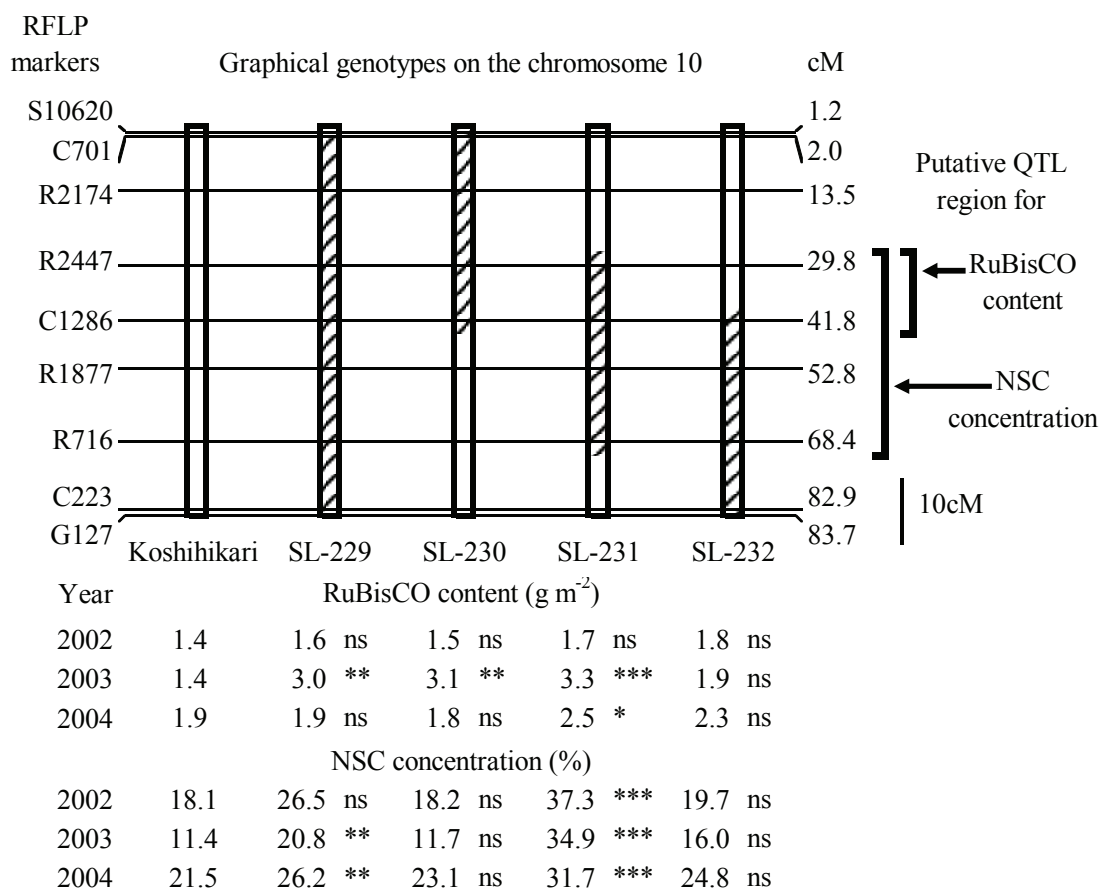 RFLP
markers
Graphical genotypes on the chromosome 10
cM
S10620
1.2
C701
2.0
R2174
13.5
Putative QTL
region for
R2447
29.8
RuBisCO
content
C1286
41.8
R1877
52.8
NSC
concentration
R716
68.4
C223
82.9
10cM
G127
83.7
Koshihikari SL-229 SL-230 SL-231 SL-232
Year RuBisCO content (g m-2)
2002 1.4 1.6 ns 1.5 ns 1.7 ns 1.8 ns
2003 1.4 3.0 ** 3.1 ** 3.3 *** 1.9 ns
2004 1.9 1.9 ns 1.8 ns 2.5 * 2.3 ns
NSC concentration (%)
2002 18.1 26.5 ns 18.2 ns 37.3 *** 19.7 ns
2003 11.4 20.8 ** 11.7 ns 34.9 *** 16.0 ns
2004 21.5 26.2 ** 23.1 ns 31.7 *** 24.8 ns